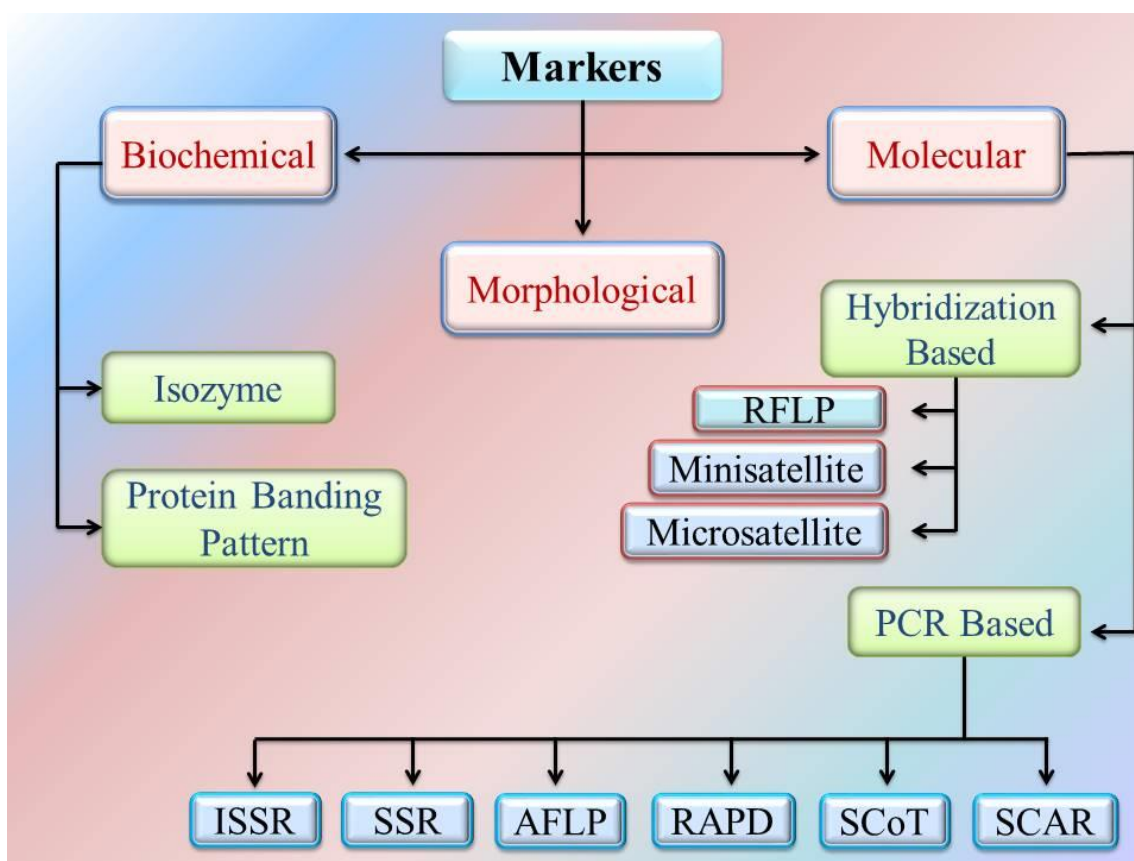 Markers
Biochemical
Molecular
Morphological
Hybridization
Based
Isozyme
RFLP
Minisatellite
Protein Banding
Pattern
Microsatellite
PCR Based
ISSR
SSR
AFLP
RAPD
SCoT
SCAR